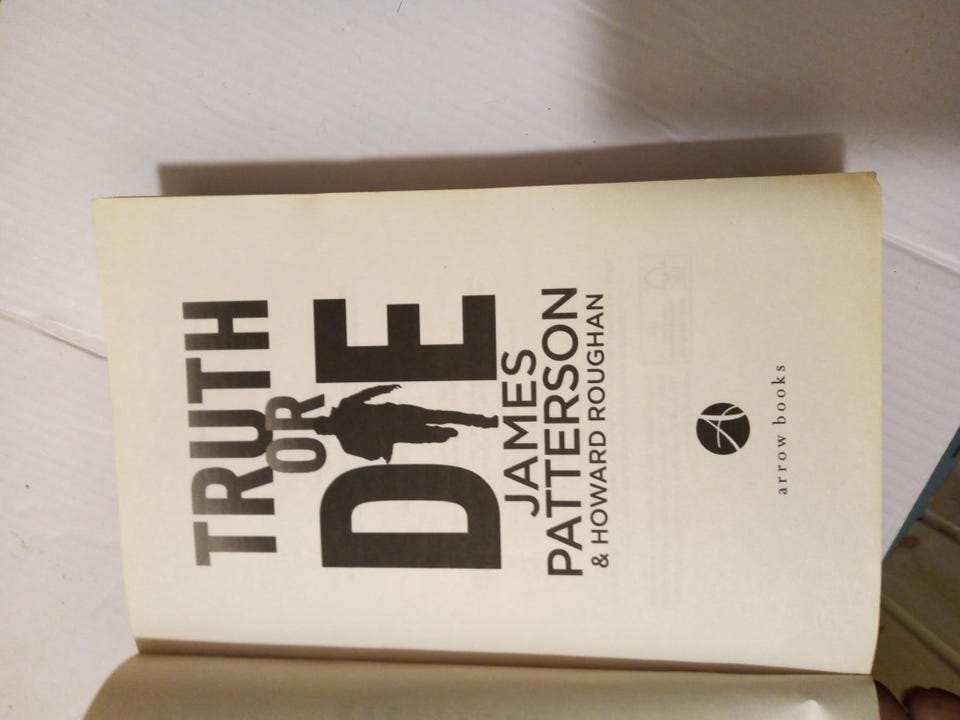 TRUTH
OR
DIE
JAMES
PATTERSON
& HOWARD ROUGHAN
arrow books